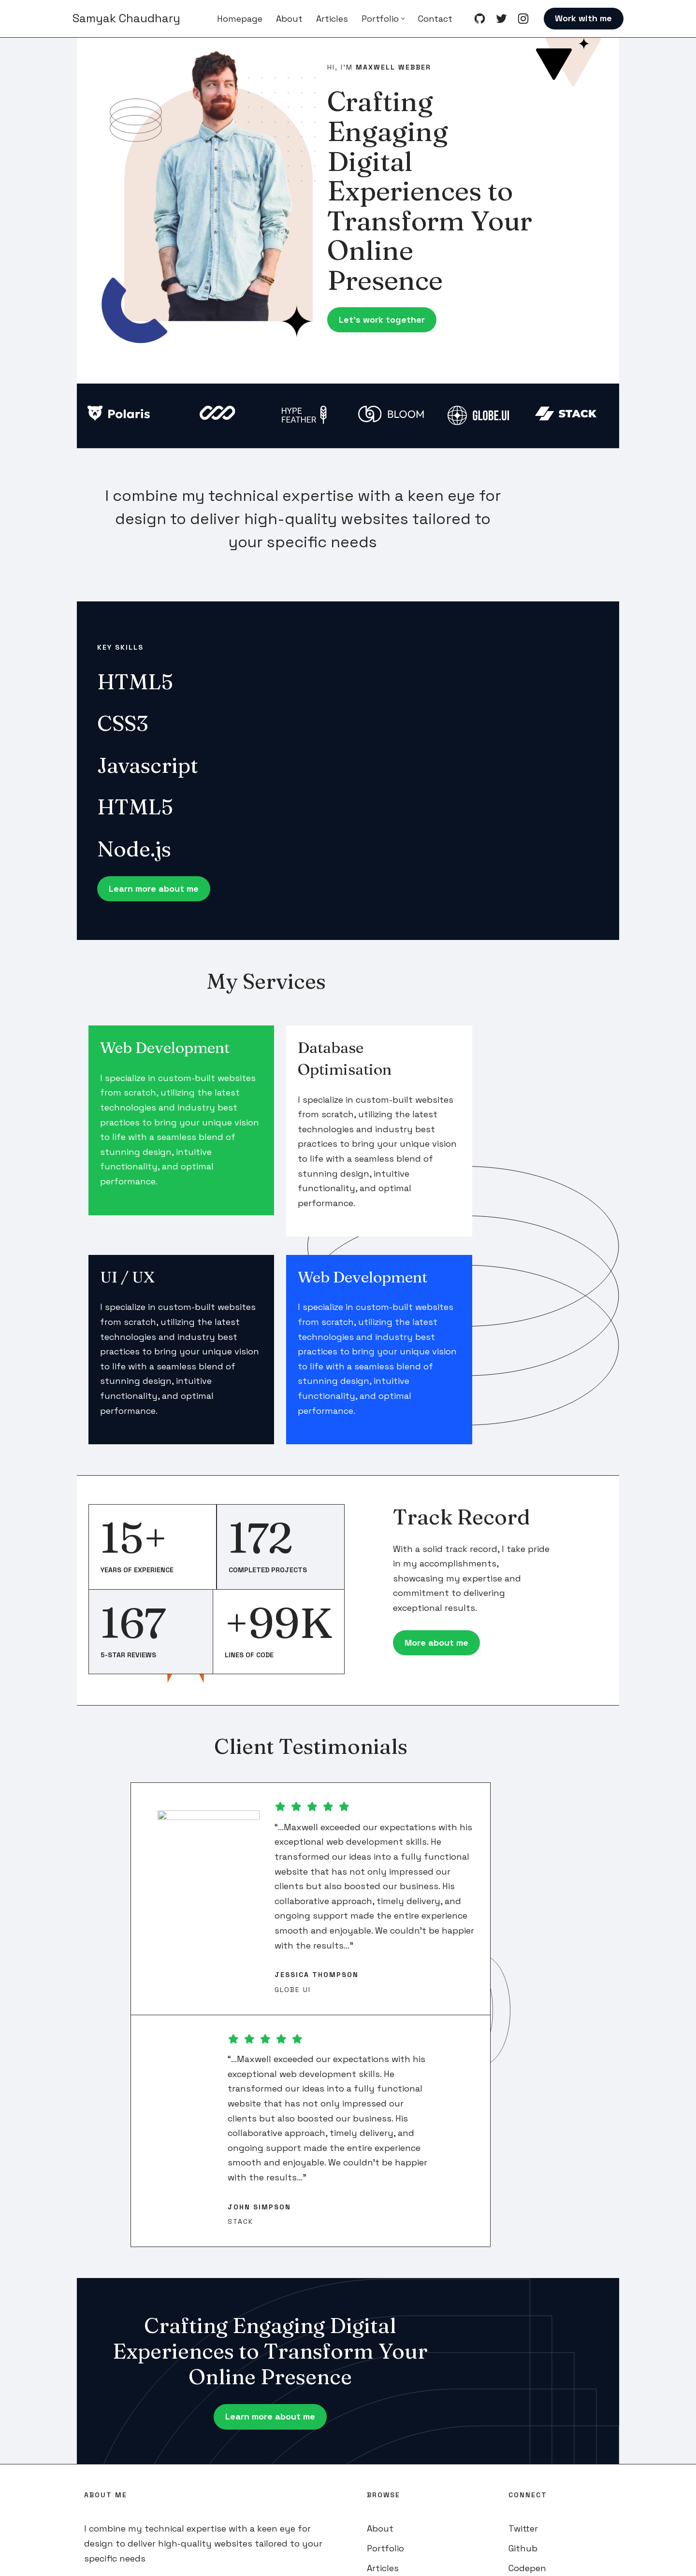 Samyak Chaudhary
Homepage
About
Articles
Portfolio
Contact
Work with me
HI, I'M MAXWELL WEBBER
Crafting
Engaging
Digital
Experiences to
Transform Your
Online
Presence
Let's work together
Polaris
HYPE
FEATHER
BLOOM
GLOBE.UI
STACK
I combine my technical expertise with a keen eye for
design to deliver high-quality websites tailored to
your specific needs
KEY SKILLS
HTML5
CSS3
Javascript
HTML5
Node.js
Learn more about me
My Services
Web Development
I specialize in custom-built websites
from scratch, utilizing the latest
technologies and industry best
practices to bring your unique vision
to life with a seamless blend of
stunning design, intuitive
functionality, and optimal
performance.
Database
Optimisation
I specialize in custom-built websites
from scratch, utilizing the latest
technologies and industry best
practices to bring your unique vision
to life with a seamless blend of
stunning design, intuitive
functionality, and optimal
performance.
UI / UX
I specialize in custom-built websites
from scratch, utilizing the latest
technologies and industry best
practices to bring your unique vision
to life with a seamless blend of
stunning design, intuitive
functionality, and optimal
performance.
Web Development
I specialize in custom-built websites
from scratch, utilizing the latest
technologies and industry best
practices to bring your unique vision
to life with a seamless blend of
stunning design, intuitive
functionality, and optimal
performance.
15+
YEARS OF EXPERIENCE
172
COMPLETED PROJECTS
167
5-STAR REVIEWS
+99K
LINES OF CODE
Track Record
With a solid track record, I take pride
in my accomplishments,
showcasing my expertise and
commitment to delivering
exceptional results.
More about me
Client Testimonials
"...Maxwell exceeded our expectations with his
exceptional web development skills. He
transformed our ideas into a fully functional
website that has not only impressed our
clients but also boosted our business. His
collaborative approach, timely delivery, and
ongoing support made the entire experience
smooth and enjoyable. We couldn't be happier
with the results..."
JESSICA THOMPSON
GLOBE UI
"...Maxwell exceeded our expectations with his
exceptional web development skills. He
transformed our ideas into a fully functional
website that has not only impressed our
clients but also boosted our business. His
collaborative approach, timely delivery, and
ongoing support made the entire experience
smooth and enjoyable. We couldn't be happier
with the results..."
JOHN SIMPSON
STACK
Crafting Engaging Digital
Experiences to Transform Your
Online Presence
Learn more about me
ABOUT ME
I combine my technical expertise with a keen eye for
design to deliver high-quality websites tailored to your
specific needs
BROWSE
About
Portfolio
Articles
CONNECT
Twitter
Github
Codepen